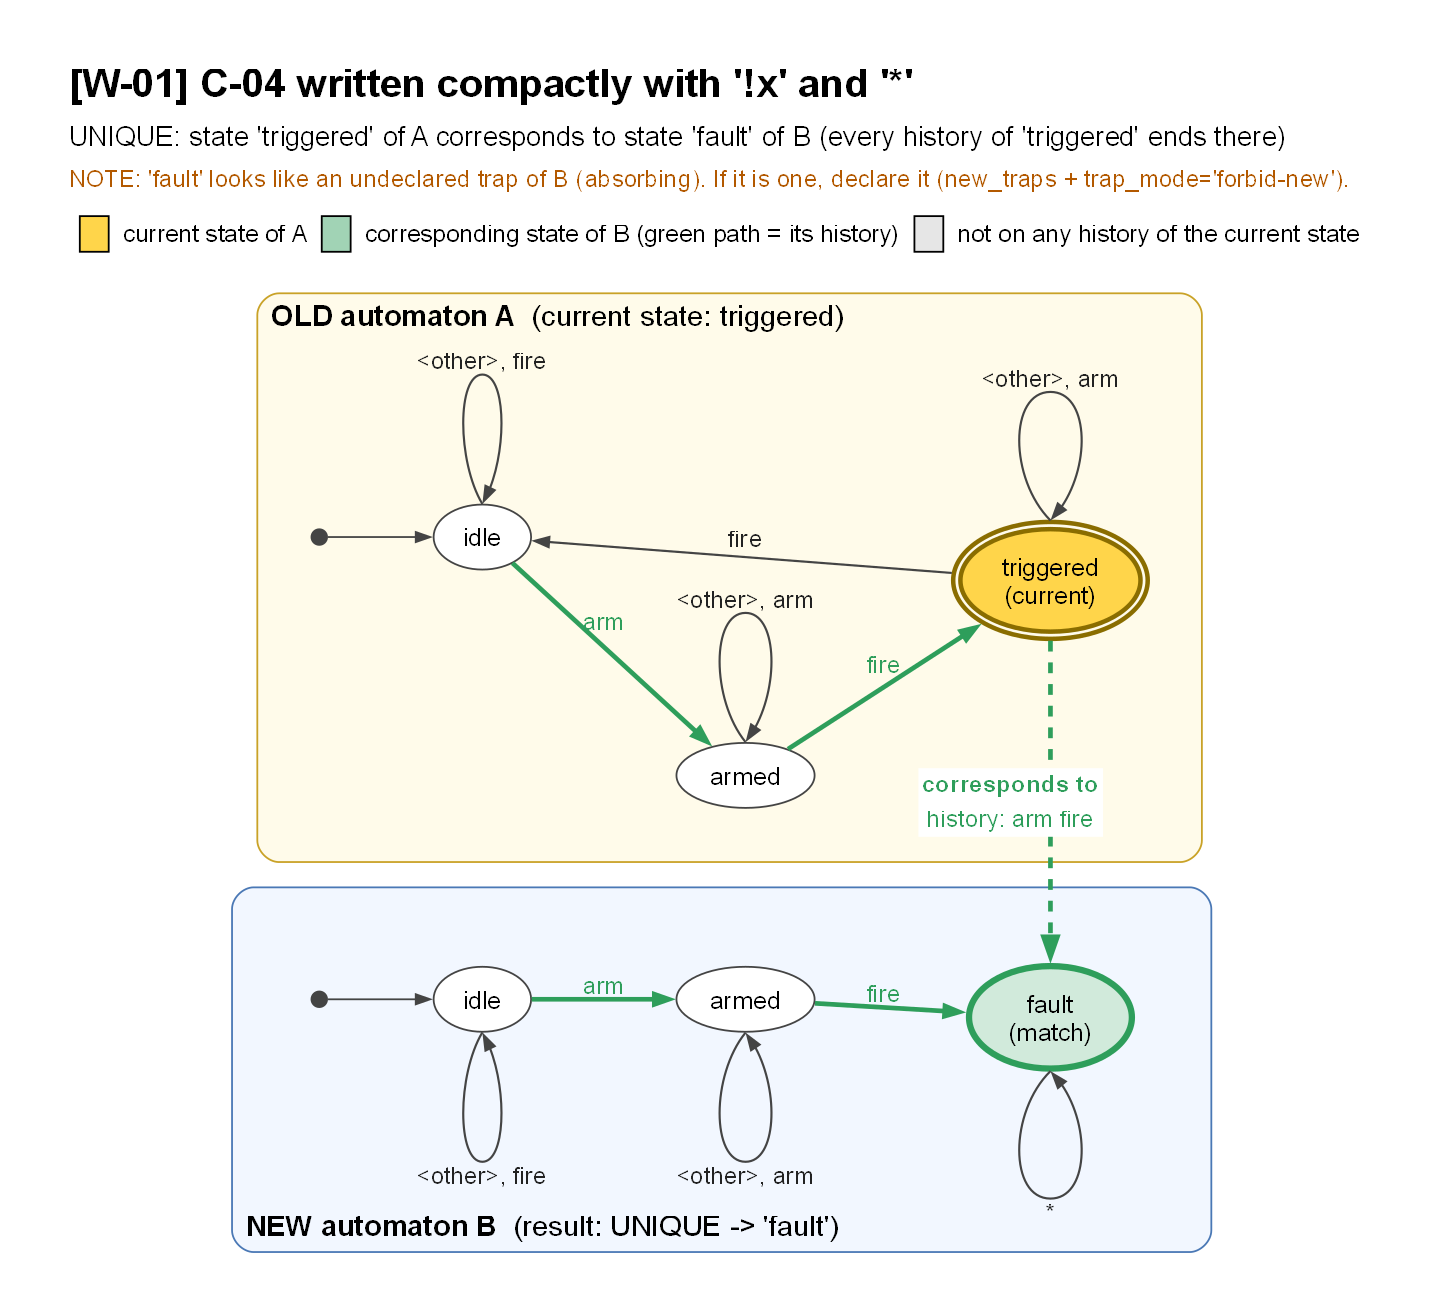 [W-01] C-04 written compactly with '!x' and '*'
UNIQUE: state 'triggered' of A corresponds to state 'fault' of B (every history of 'triggered' ends there)
NOTE: 'fault' looks like an undeclared trap of B (absorbing). If it is one, declare it (new_traps + trap_mode='forbid-new').
current state of A
corresponding state of B (green path = its history)
not on any history of the current state
OLD automaton A (current state: triggered)
<other>, fire
<other>, arm
idle
fire
triggered
(current)
<other>, arm
arm
fire
armed
corresponds to
history: arm fire
idle
arm
armed
fire
fault
(match)
<other>, fire
<other>, arm
*
NEW automaton B (result: UNIQUE -> 'fault')